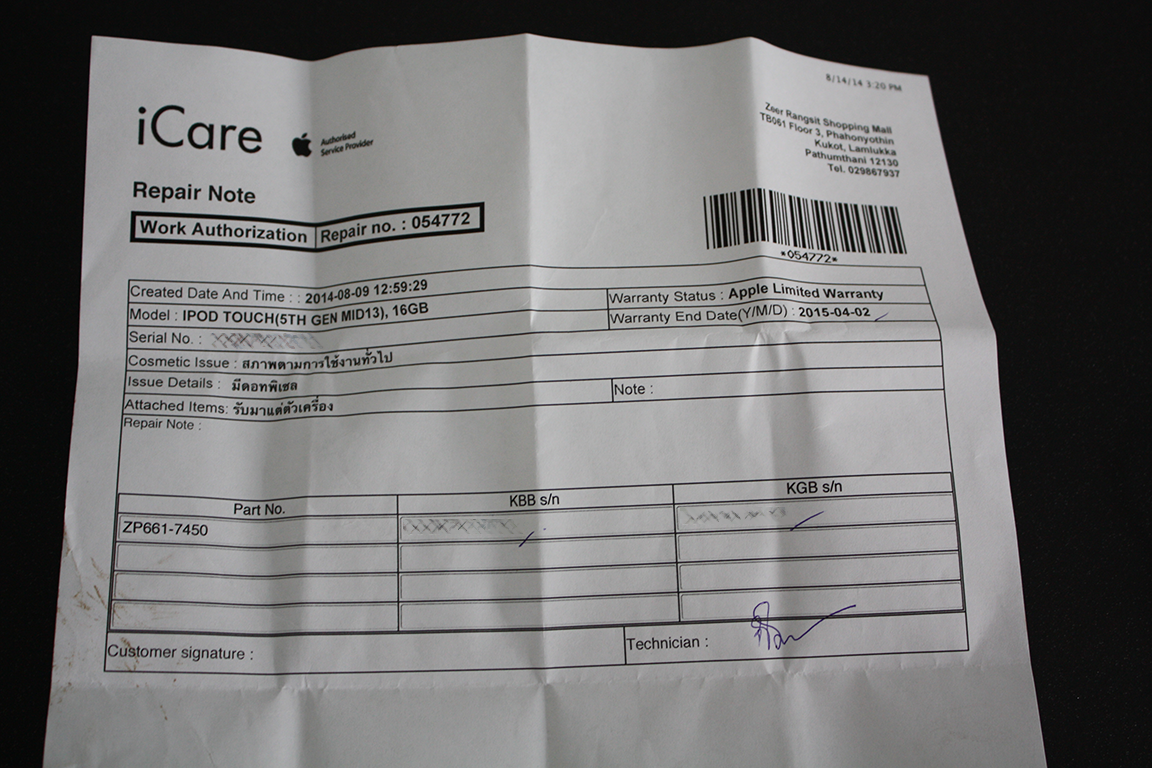 8/14/14 3:20 PM
iCare
Authorised
Service Provider
Zeer Rangsit Shopping Mall
TB061 Floor 3, Phahonyothin
Kukot, Lamlukka
Pathumthani 12130
Tel. 029867937
Repair Note
Work Authorization Repair no. : 054772
*054772*
Created Date And Time : : 2014-08-09 12:59:29
Warranty Status : Apple Limited Warranty
Model : IPOD TOUCH(5TH GEN MID13), 16GB
Warranty End Date(Y/M/D) : 2015-04-02
Serial No. :
Cosmetic Issue : สภาพตามการใช้งานทั่วไป
Issue Details : มีดอทพิเซล
Note :
Attached Items: รับมาแต่ตัวเครื่อง
Repair Note :
Part No. KBB s/n KGB s/n
ZP661-7450
Customer signature :
Technician :